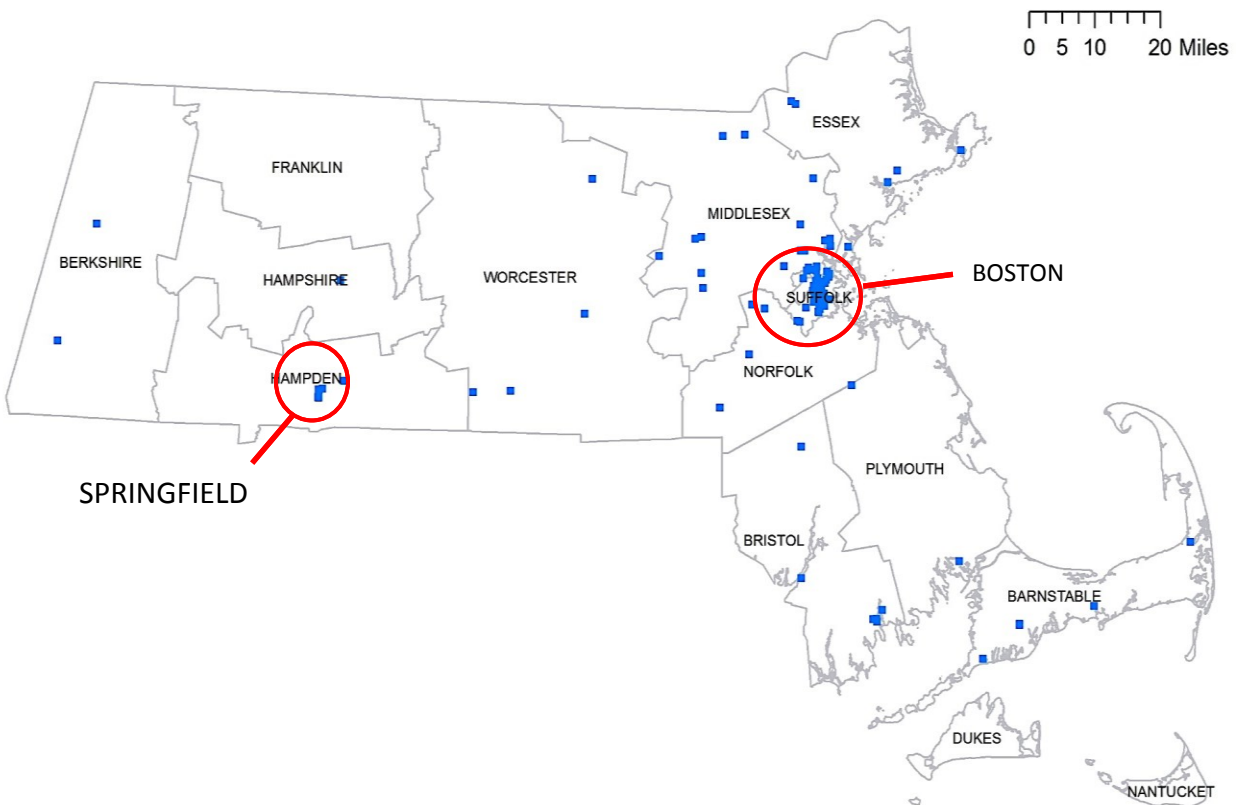 0 5 10 20 Miles
ESSEX
FRANKLIN
MIDDLESEX
BERKSHIRE
HAMPSHIRE
WORCESTER
BOSTON
SUFFOLK
HAMPDEN
NORFOLK
PLYMOUTH
SPRINGFIELD
BRISTOL
BARNSTABLE
DUKES
NANTUCKET